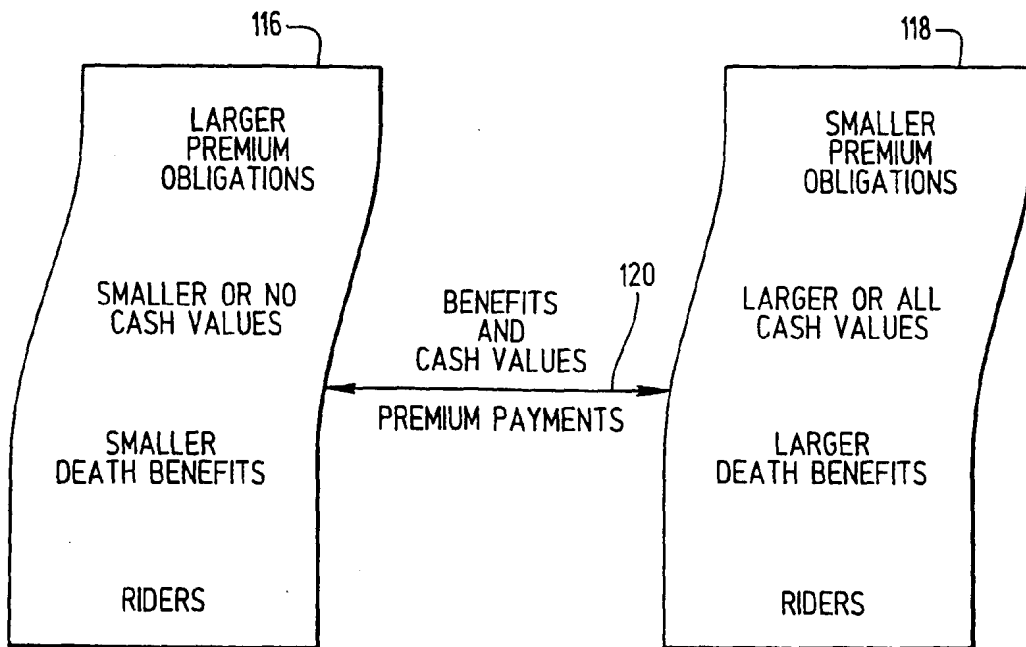 116
LARGER
PREMIUM
OBLIGATIONS
SMALLER OR NO
CASH VALUES
SMALLER
DEATH BENEFITS
RIDERS
120
BENEFITS
AND
CASH VALUES
PREMIUM PAYMENTS
118
SMALLER
PREMIUM
OBLIGATIONS
LARGER OR ALL
CASH VALUES
LARGER
DEATH BENEFITS
RIDERS